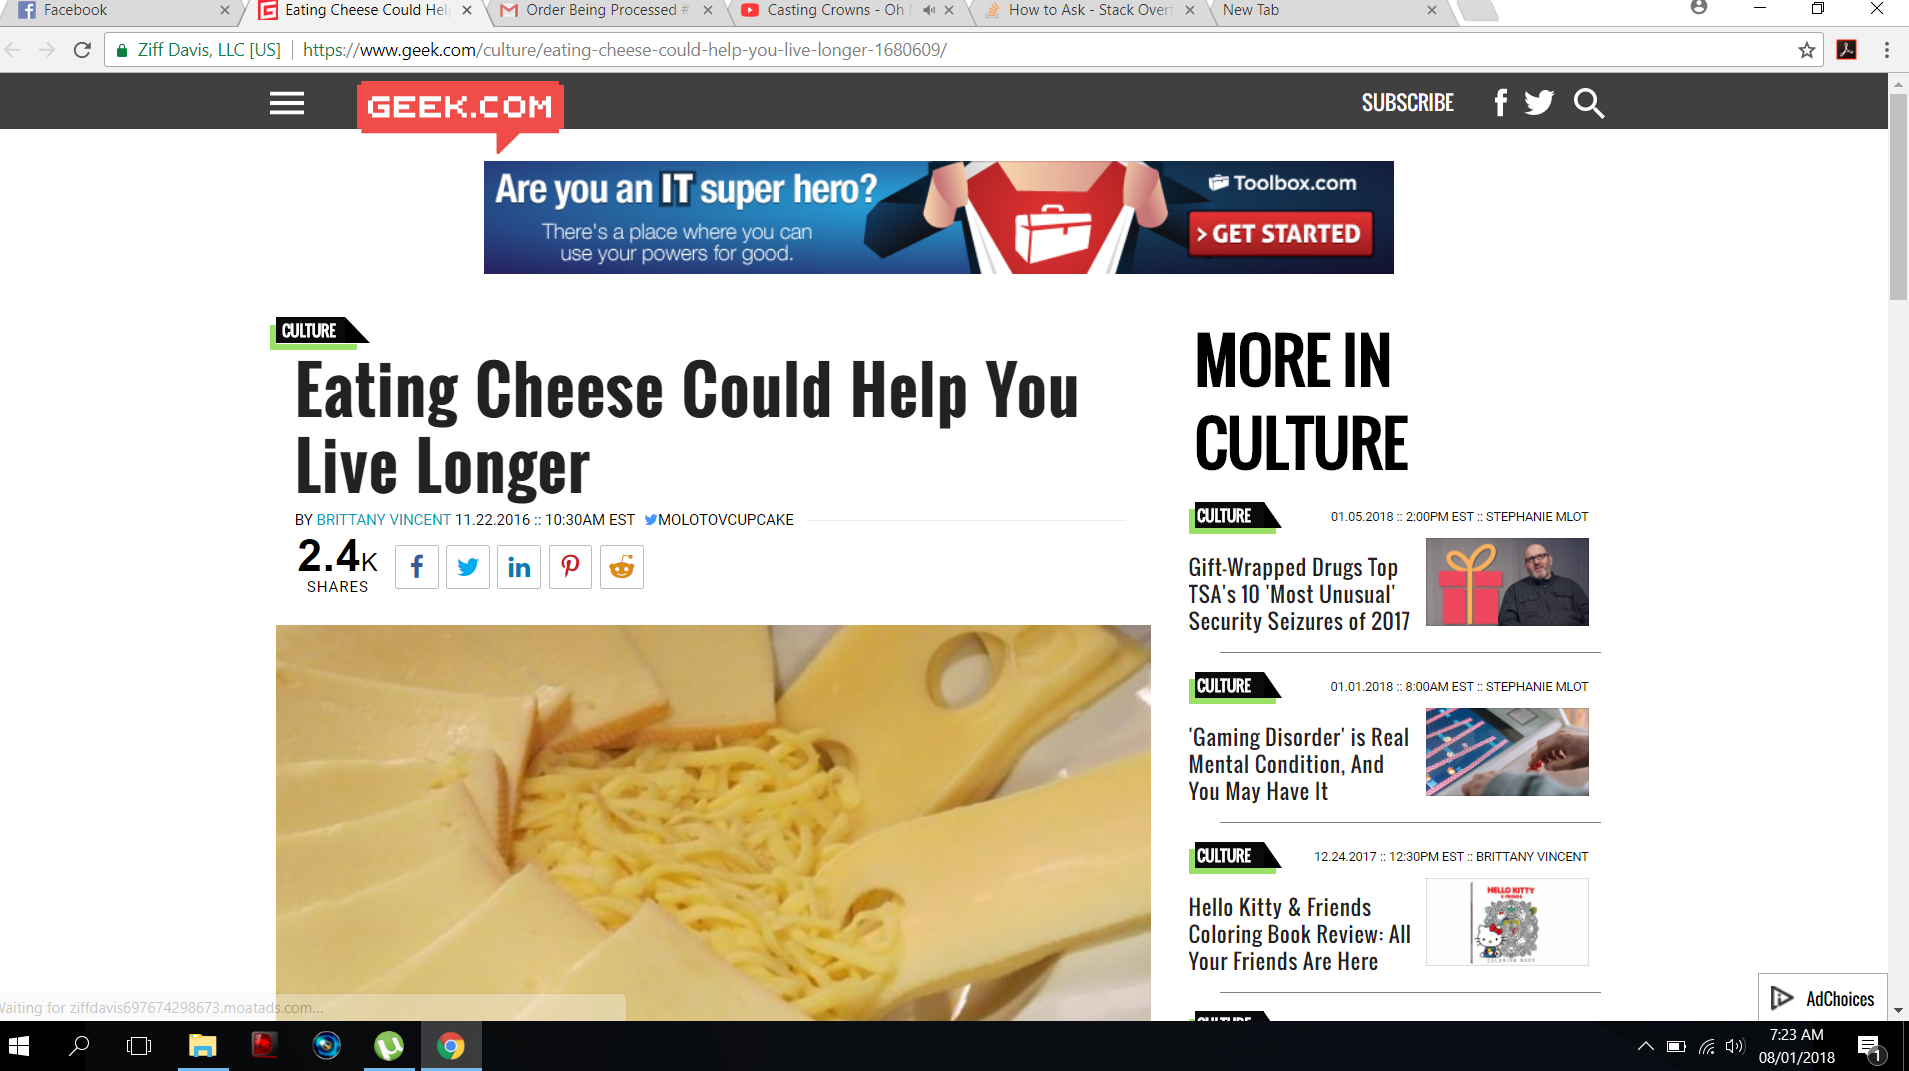 Facebook
Eating Cheese Could Hel
Order Being Processed #
Casting Crowns - Oh
How to Ask - Stack Over
New Tab
Ziff Davis, LLC [US]
https://www.geek.com/culture/eating-cheese-could-help-you-live-longer-1680609/
GEEK.COM
SUBSCRIBE
Are you an IT super hero?
There's a place where you can
use your powers for good.
Toolbox.com
> GET STARTED
CULTURE
Eating Cheese Could Help You
Live Longer
BY BRITTANY VINCENT 11.22.2016 :: 10:30AM EST MOLOTOVCUPCAKE
2.4K
SHARES
MORE IN
CULTURE
CULTURE
01.05.2018 :: 2:00PM EST :: STEPHANIE MLOT
Gift-Wrapped Drugs Top
TSA's 10 'Most Unusual'
Security Seizures of 2017
CULTURE
01.01.2018 :: 8:00AM EST :: STEPHANIE MLOT
'Gaming Disorder' is Real
Mental Condition, And
You May Have It
CULTURE
12.24.2017 :: 12:30PM EST :: BRITTANY VINCENT
HELLO KITTY
& FRIENDS
COLORING BOOK
Hello Kitty & Friends
Coloring Book Review: All
Your Friends Are Here
CULTURE
AdChoices
Waiting for ziffdavis697674298673.moatads.com...
7:23 AM
08/01/2018
1